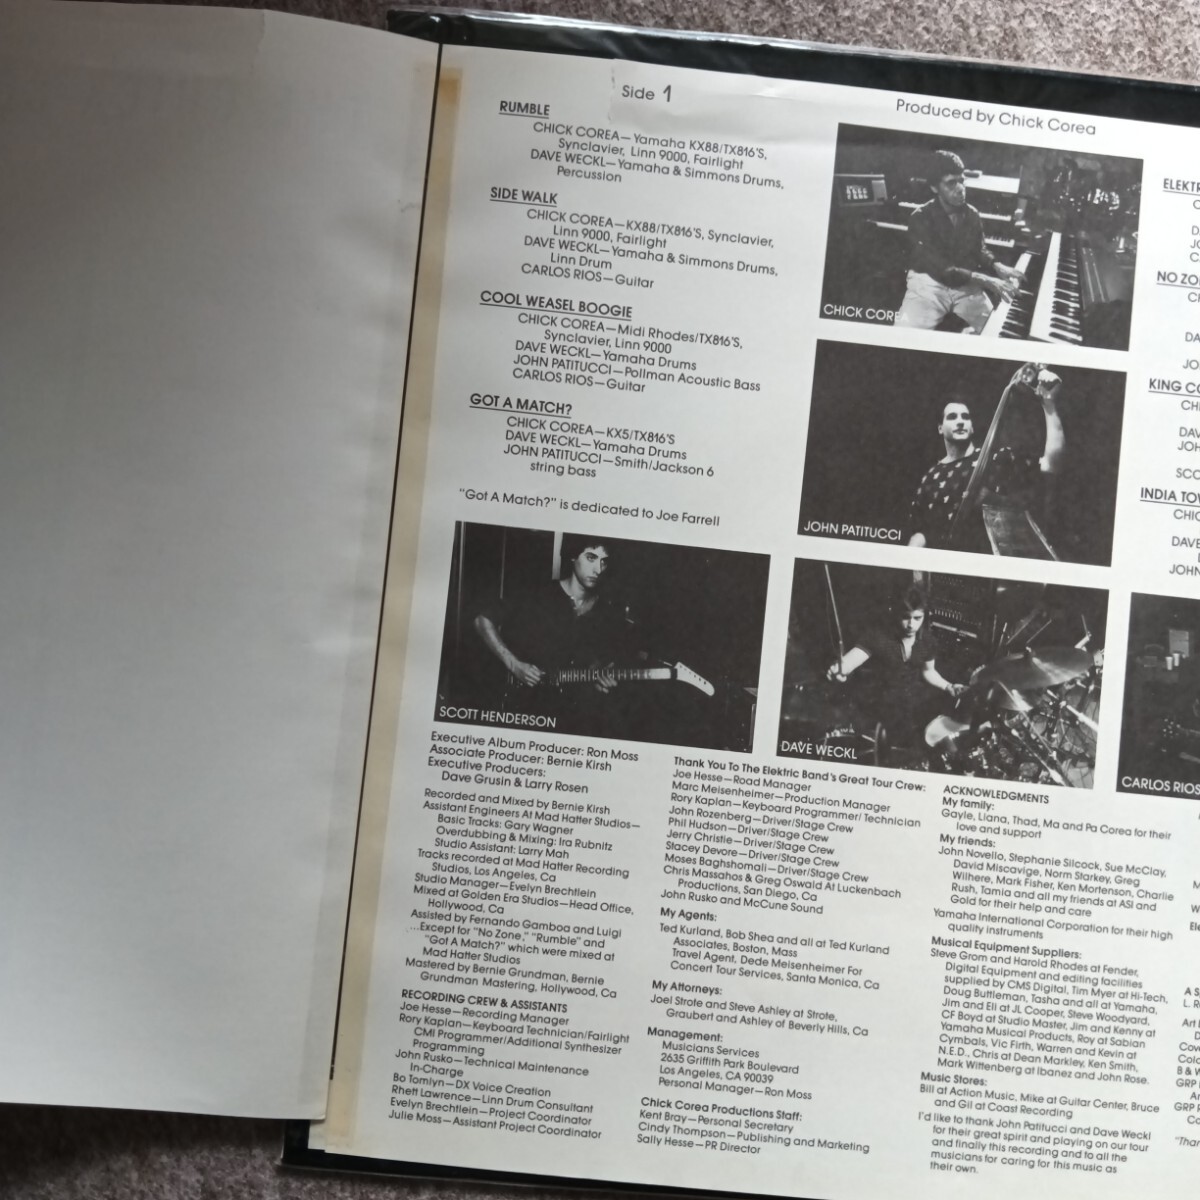 Side 1
Produced by Chick Corea
RUMBLE
CHICK COREA—Yamaha KX88/TX816'S,
Synclavier, Linn 9000, Fairlight
DAVE WECKL—Yamaha & Simmons Drums,
Percussion
SIDE WALK
CHICK COREA—KX88/TX816'S, Synclavier,
Linn 9000, Fairlight
DAVE WECKL—Yamaha & Simmons Drums,
Linn Drum
CARLOS RIOS—Guitar
COOL WEASEL BOOGIE
CHICK COREA—Midi Rhodes/TX816'S,
Synclavier, Linn 9000
DAVE WECKL—Yamaha Drums
JOHN PATITUCCI—Pollman Acoustic Bass
CARLOS RIOS—Guitar
GOT A MATCH?
CHICK COREA—KX5/TX816'S
DAVE WECKL—Yamaha Drums
JOHN PATITUCCI—Smith/Jackson 6
string bass
"Got A Match?" is dedicated to Joe Farrell
CHICK COREA
JOHN PATITUCCI
SCOTT HENDERSON
DAVE WECKL
CARLOS RIOS
ELEKTR
NO ZO
CH
DA
JO
KING CO
CHI
DAV
JOH
SCO
INDIA TOW
CHIC
DAVE
JOHN
Executive Album Producer: Ron Moss
Associate Producer: Bernie Kirsh
Executive Producers:
Dave Grusin & Larry Rosen
Recorded and Mixed by Bernie Kirsh
Assistant Engineers At Mad Hatter Studios—
Basic Tracks: Gary Wagner
Overdubbing & Mixing: Ira Rubnitz
Studio Assistant: Larry Mah
Tracks recorded at Mad Hatter Recording
Studios, Los Angeles, Ca
Studio Manager—Evelyn Brechtlein
Mixed at Golden Era Studios—Head Office,
Hollywood, Ca
Assisted by Fernando Gamboa and Luigi
...Except for "No Zone," "Rumble" and
"Got A Match?" which were mixed at
Mad Hatter Studios
Mastered by Bernie Grundman, Bernie
Grundman Mastering, Hollywood, Ca
RECORDING CREW & ASSISTANTS
Joe Hesse—Recording Manager
Rory Kaplan—Keyboard Technician/Fairlight
CMI Programmer/Additional Synthesizer
Programming
John Rusko—Technical Maintenance
In-Charge
Bo Tomlyn—DX Voice Creation
Rhett Lawrence—Linn Drum Consultant
Evelyn Brechtlein—Project Coordinator
Julie Moss—Assistant Project Coordinator
Thank You To The Elektric Band's Great Tour Crew:
Joe Hesse—Road Manager
Marc Meisenheimer—Production Manager
Rory Kaplan—Keyboard Programmer/Technician
John Rozenberg—Driver/Stage Crew
Phil Hudson—Driver/Stage Crew
Jerry Christie—Driver/Stage Crew
Stacey Devore—Driver/Stage Crew
Moses Baghshomali—Driver/Stage Crew
Chris Massahos & Greg Oswald At Luckenbach
Productions, San Diego, Ca
John Rusko and McCune Sound
My Agents:
Ted Kurland, Bob Shea and all at Ted Kurland
Associates, Boston, Mass
Travel Agent, Dede Meisenheimer For
Concert Tour Services, Santa Monica, Ca
My Attorneys:
Joel Strote and Steve Ashley at Strote,
Graubert and Ashley of Beverly Hills, Ca
Management:
Musicians Services
2635 Griffith Park Boulevard
Los Angeles, CA 90039
Personal Manager—Ron Moss
Chick Corea Productions Staff:
Kent Bray—Personal Secretary
Cindy Thompson—Publishing and Marketing
Sally Hesse—PR Director
ACKNOWLEDGMENTS
My family:
Gayle, Liana, Thad, Ma and Pa Corea for their
love and support
My friends:
John Novello, Stephanie Silcock, Sue McClay,
David Miscavige, Norm Starkey, Greg
Wilhere, Mark Fisher, Ken Mortenson, Charlie
Rush, Tamia and all my friends at ASI and
Gold for their help and care
Yamaha International Corporation for their high
quality instruments
Musical Equipment Suppliers:
Steve Grom and Harold Rhodes at Fender,
Digital Equipment and editing facilities
supplied by CMS Digital, Tim Myer at Hi-Tech,
Doug Buttleman, Tasha and all at Yamaha,
Jim and Eli at JL Cooper, Steve Woodyard,
CF Boyd at Studio Master, Jim and Kenny at
Yamaha Musical Products, Roy at Sabian
Cymbals, Vic Firth, Warren and Kevin at
N.E.D., Chris at Dean Markley, Ken Smith,
Mark Wittenberg at Ibanez and John Rose.
Music Stores:
Bill at Action Music, Mike at Guitar Center, Bruce
and Gil at Coast Recording
I'd like to thank John Patitucci and Dave Weckl
for their great spirit and playing on our tour
and finally this recording and to all the
musicians for caring for this music as
their own.